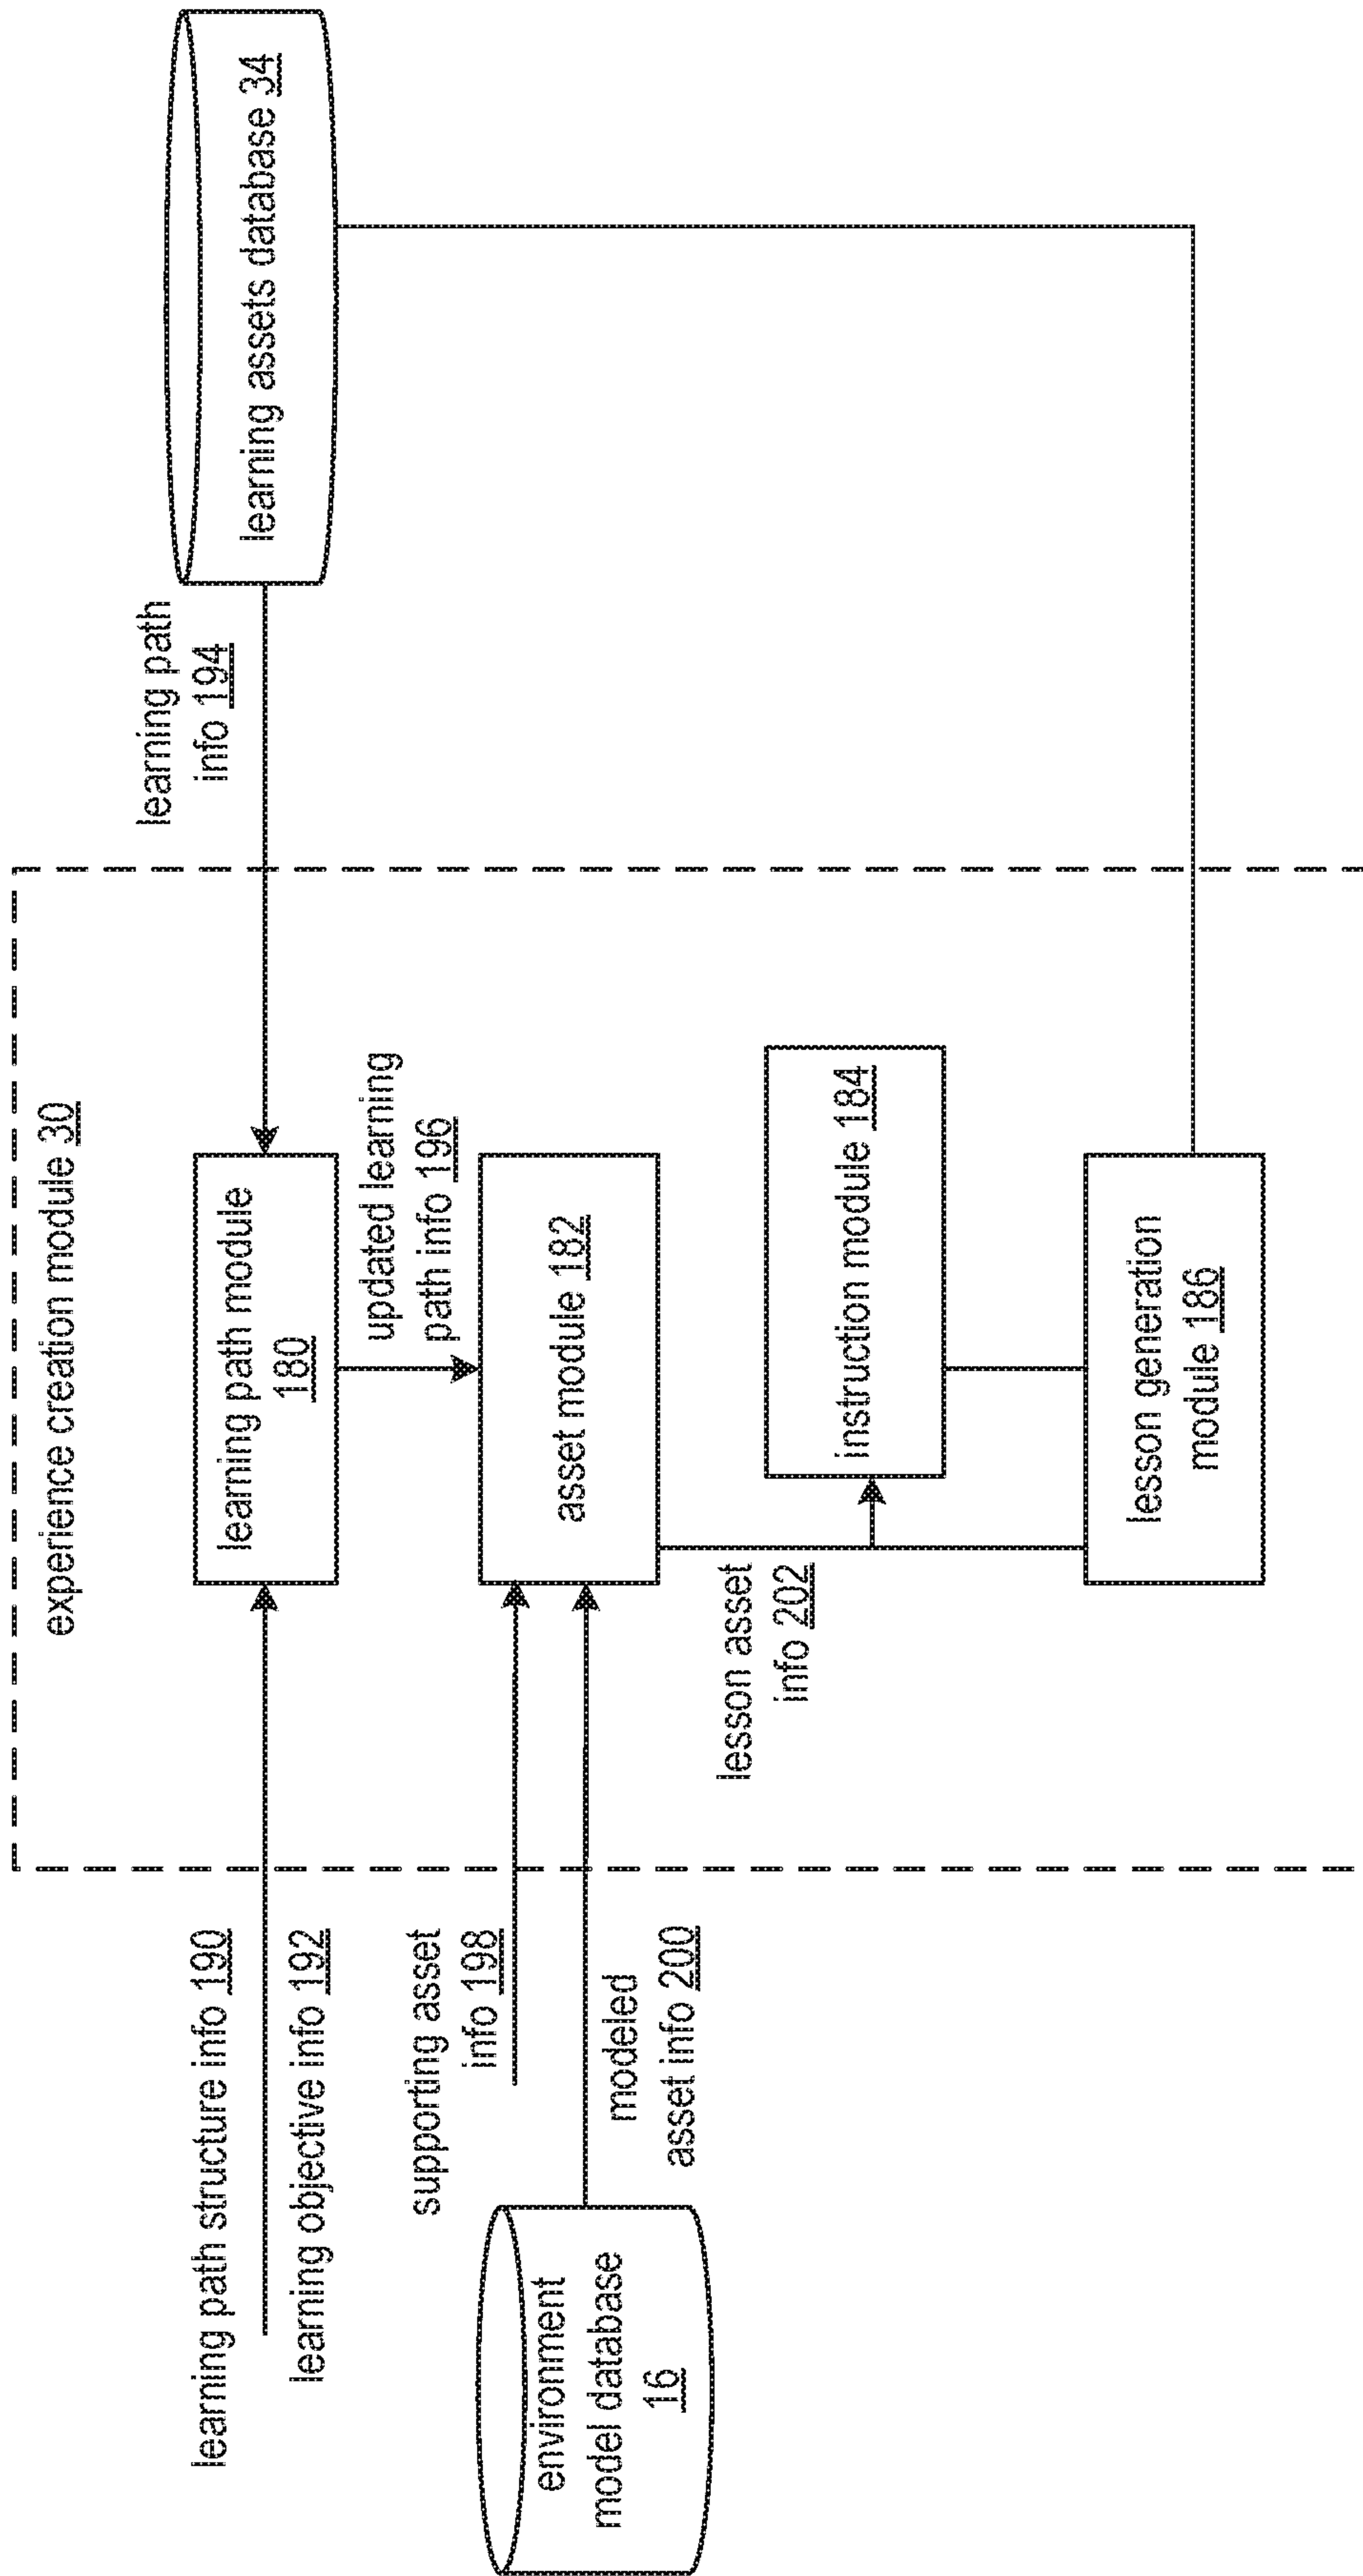 experience creation module 30
learning path structure info 190
learning objective info 192
learning path module
180
learning path
info 194
learning assets database 34
updated learning
path info 196
supporting asset
info 198
environment
model database
16
modeled
asset info 200
asset module 182
lesson asset
info 202
instruction module 184
lesson generation
module 186